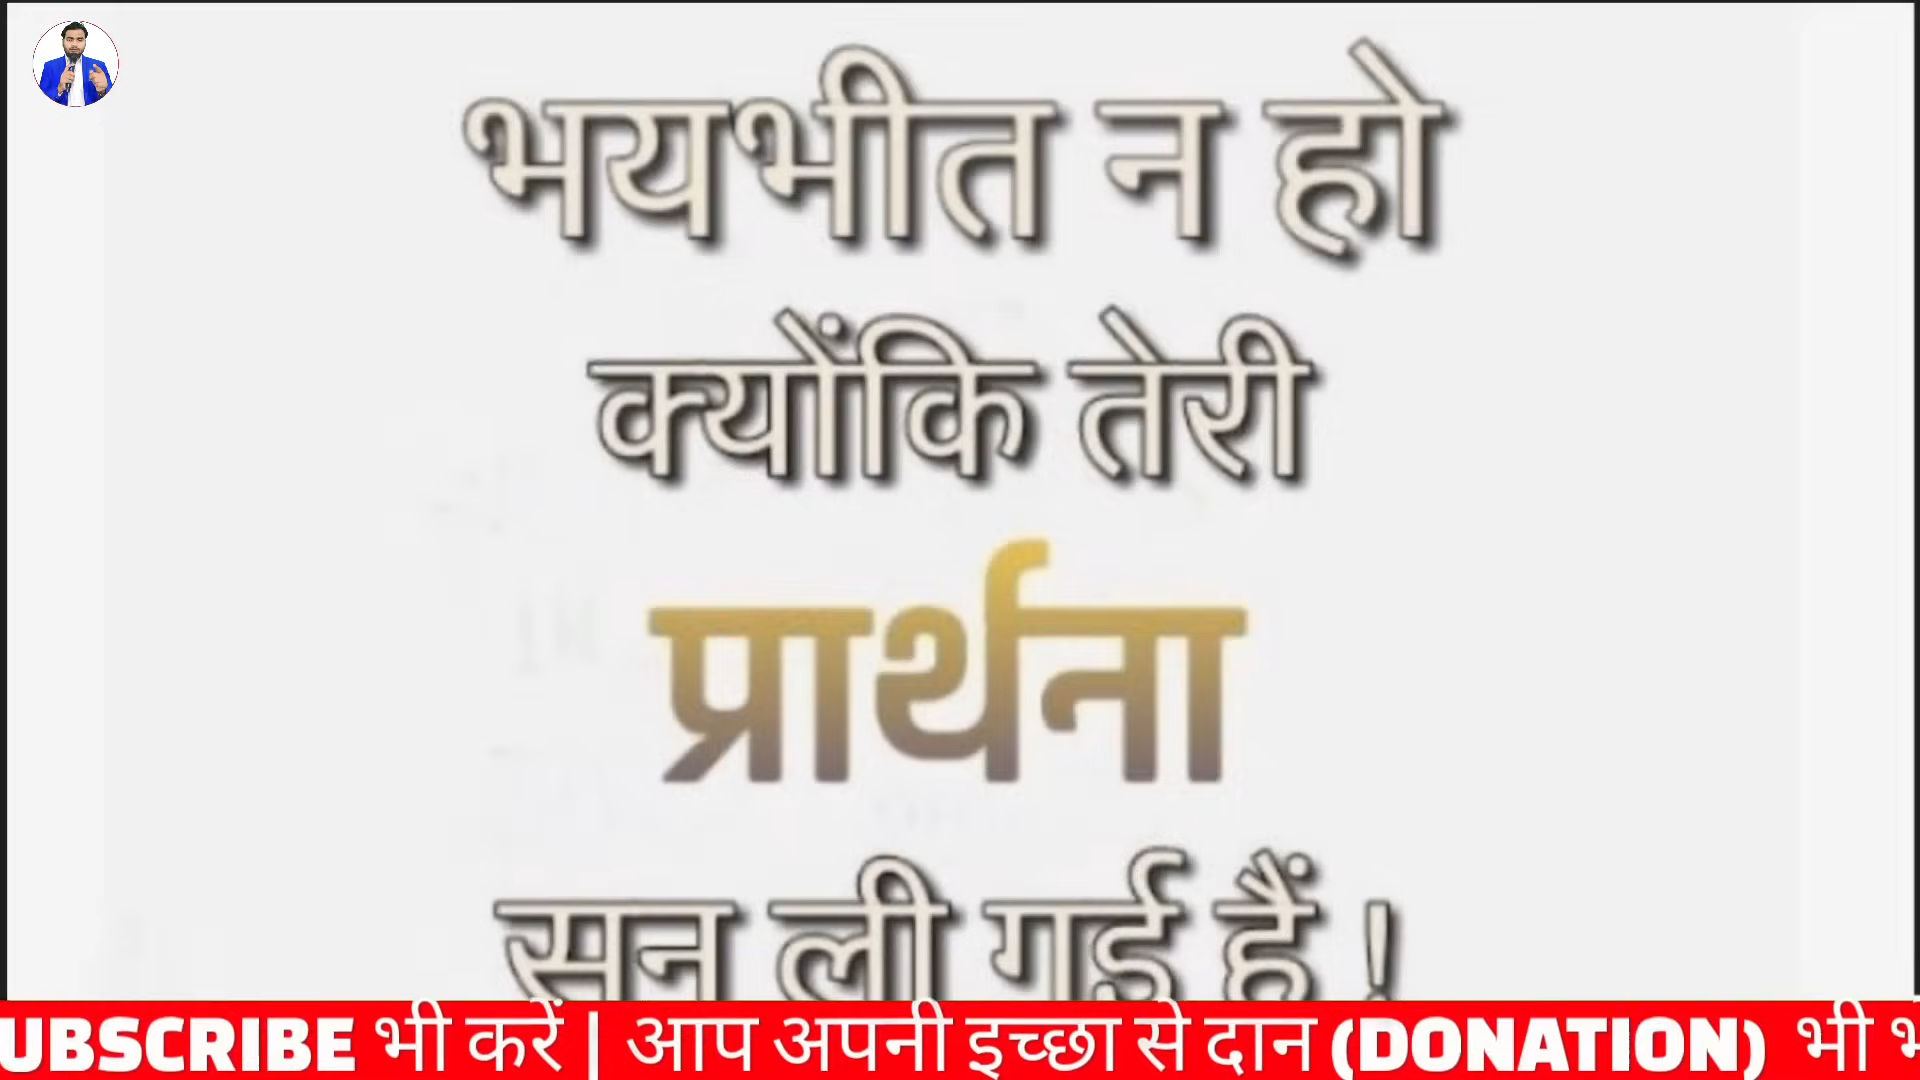 भयभीत न हो
क्योंकि तेरी
प्रार्थना
सुन ली गई हैं !
UBSCRIBE भी करें | आप अपनी इच्छा से दान (DONATION) भी